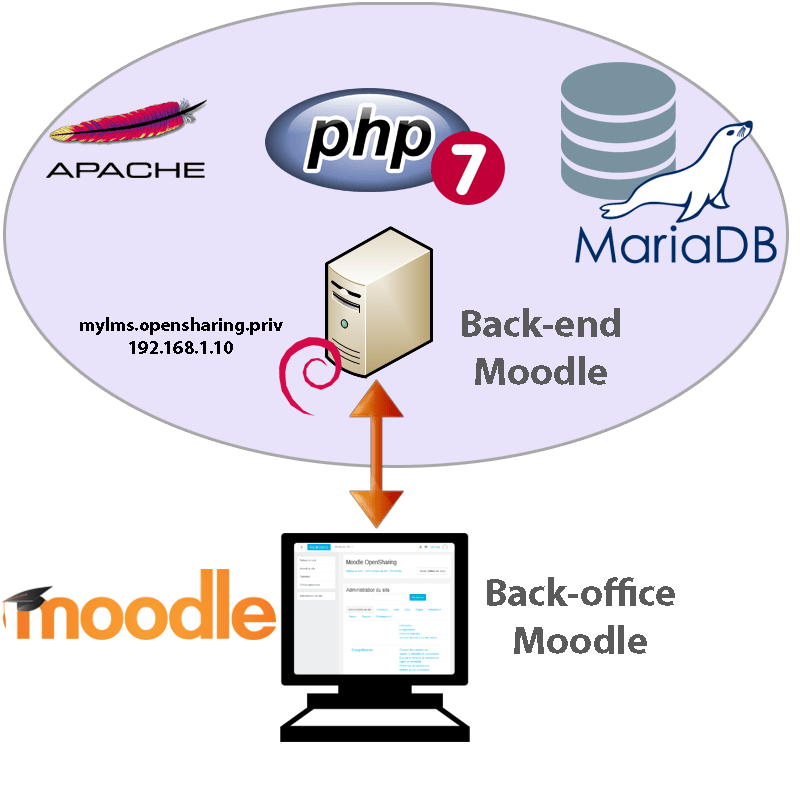 APACHE
php
7
MariaDB
mylms.opensharing.priv
192.168.1.10
Back-end
Moodle
moodle
Moodle OpenSharing
Administration du site
Back-office
Moodle